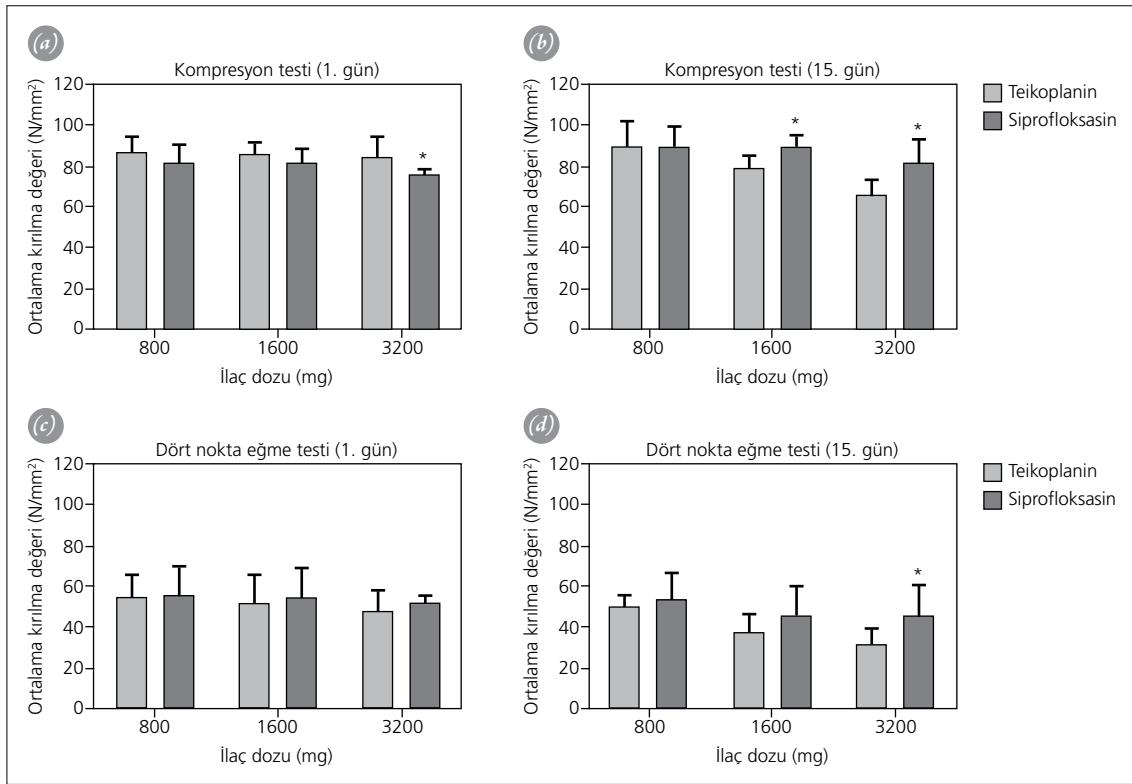 (a)
Kompresyon testi (1. gün)
Ortalama kırılma değeri (N/mm²)
120
100
80
60
40
20
0
*
800
1600
3200
İlaç dozu (mg)
(b)
Kompresyon testi (15. gün)
Ortalama kırılma değeri (N/mm²)
120
100
80
60
40
20
0
*
*
800
1600
3200
İlaç dozu (mg)
Teikoplanin
Siprofloksasin
(c)
Dört nokta eğme testi (1. gün)
Ortalama kırılma değeri (N/mm²)
120
100
80
60
40
20
0
800
1600
3200
İlaç dozu (mg)
(d)
Dört nokta eğme testi (15. gün)
Ortalama kırılma değeri (N/mm²)
120
100
80
60
40
20
0
*
800
1600
3200
İlaç dozu (mg)
Teikoplanin
Siprofloksasin